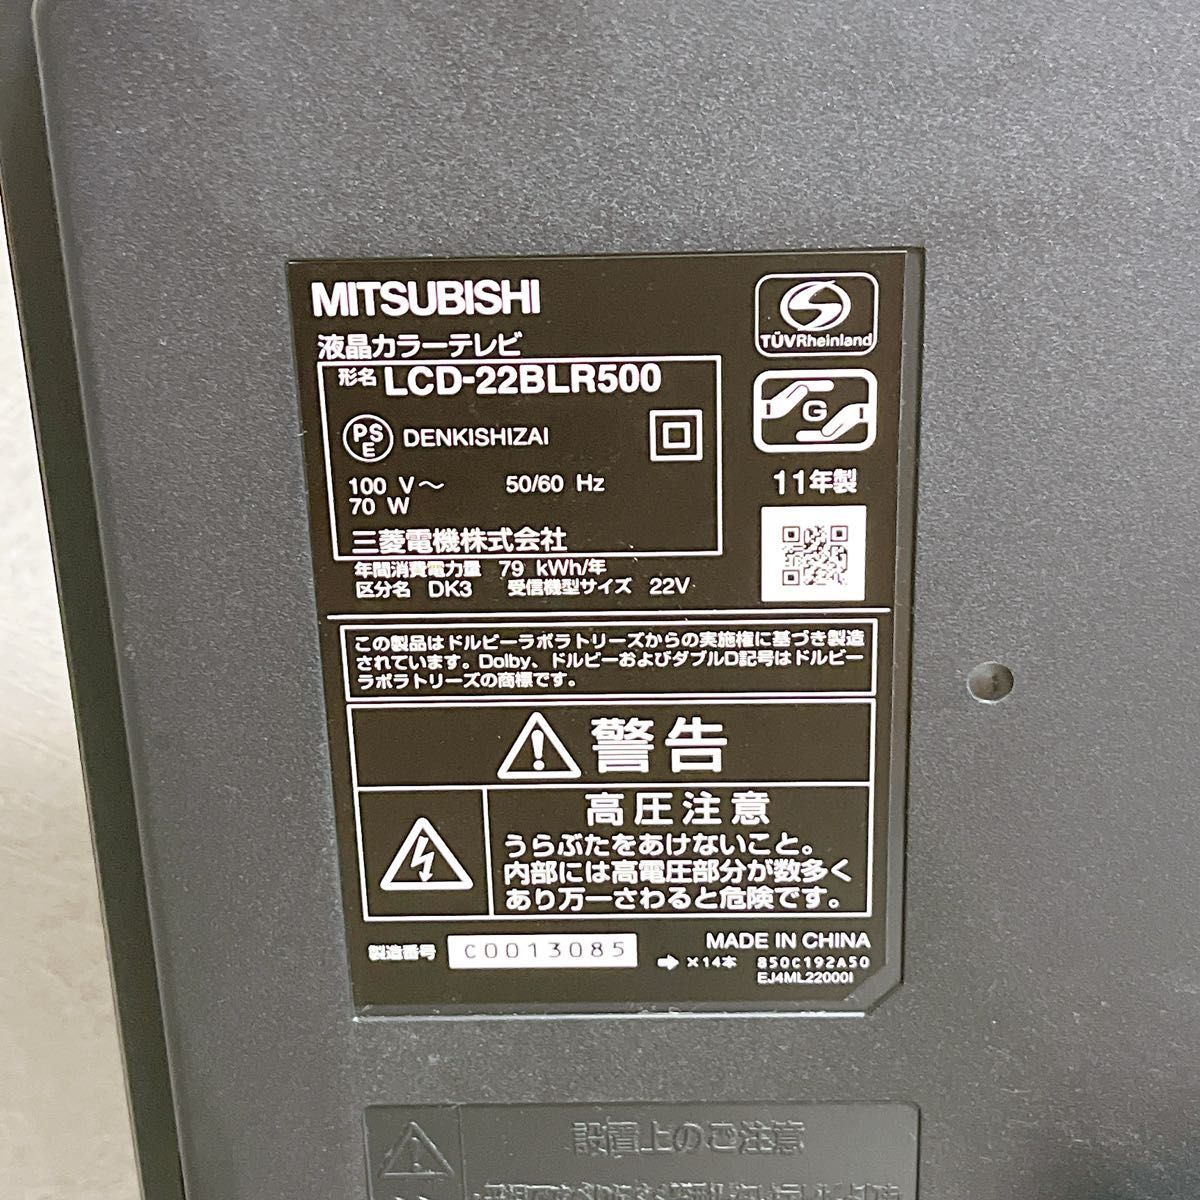 MITSUBISHI
液晶カラーテレビ
形名 LCD-22BLR500
PSE DENKISHIZAI
100 V～ 50/60 Hz
70 W
三菱電機株式会社
年間消費電力量 79 kWh/年
区分名 DK3 受信機型サイズ 22V
TÜVRheinland
G
11年製
この製品はドルビーラボラトリーズからの実施権に基づき製造
されています。Dolby、ドルビーおよびダブルD記号はドルビー
ラボラトリーズの商標です。
警告
高圧注意
うらぶたをあけないこと。
内部には高電圧部分が数多く
あり万一さわると危険です。
製造番号 C0013085
MADE IN CHINA
➡×14本 850C192A50
EJ4ML22000I
設置上のご注意